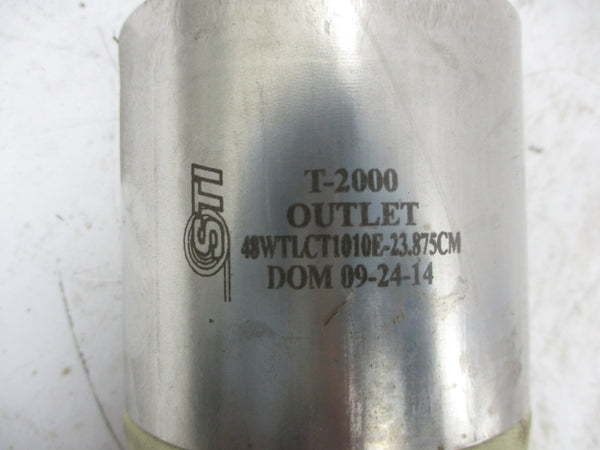 STI
T-2000
OUTLET
48WTLCT1010E-23.875CM
DOM 09-24-14